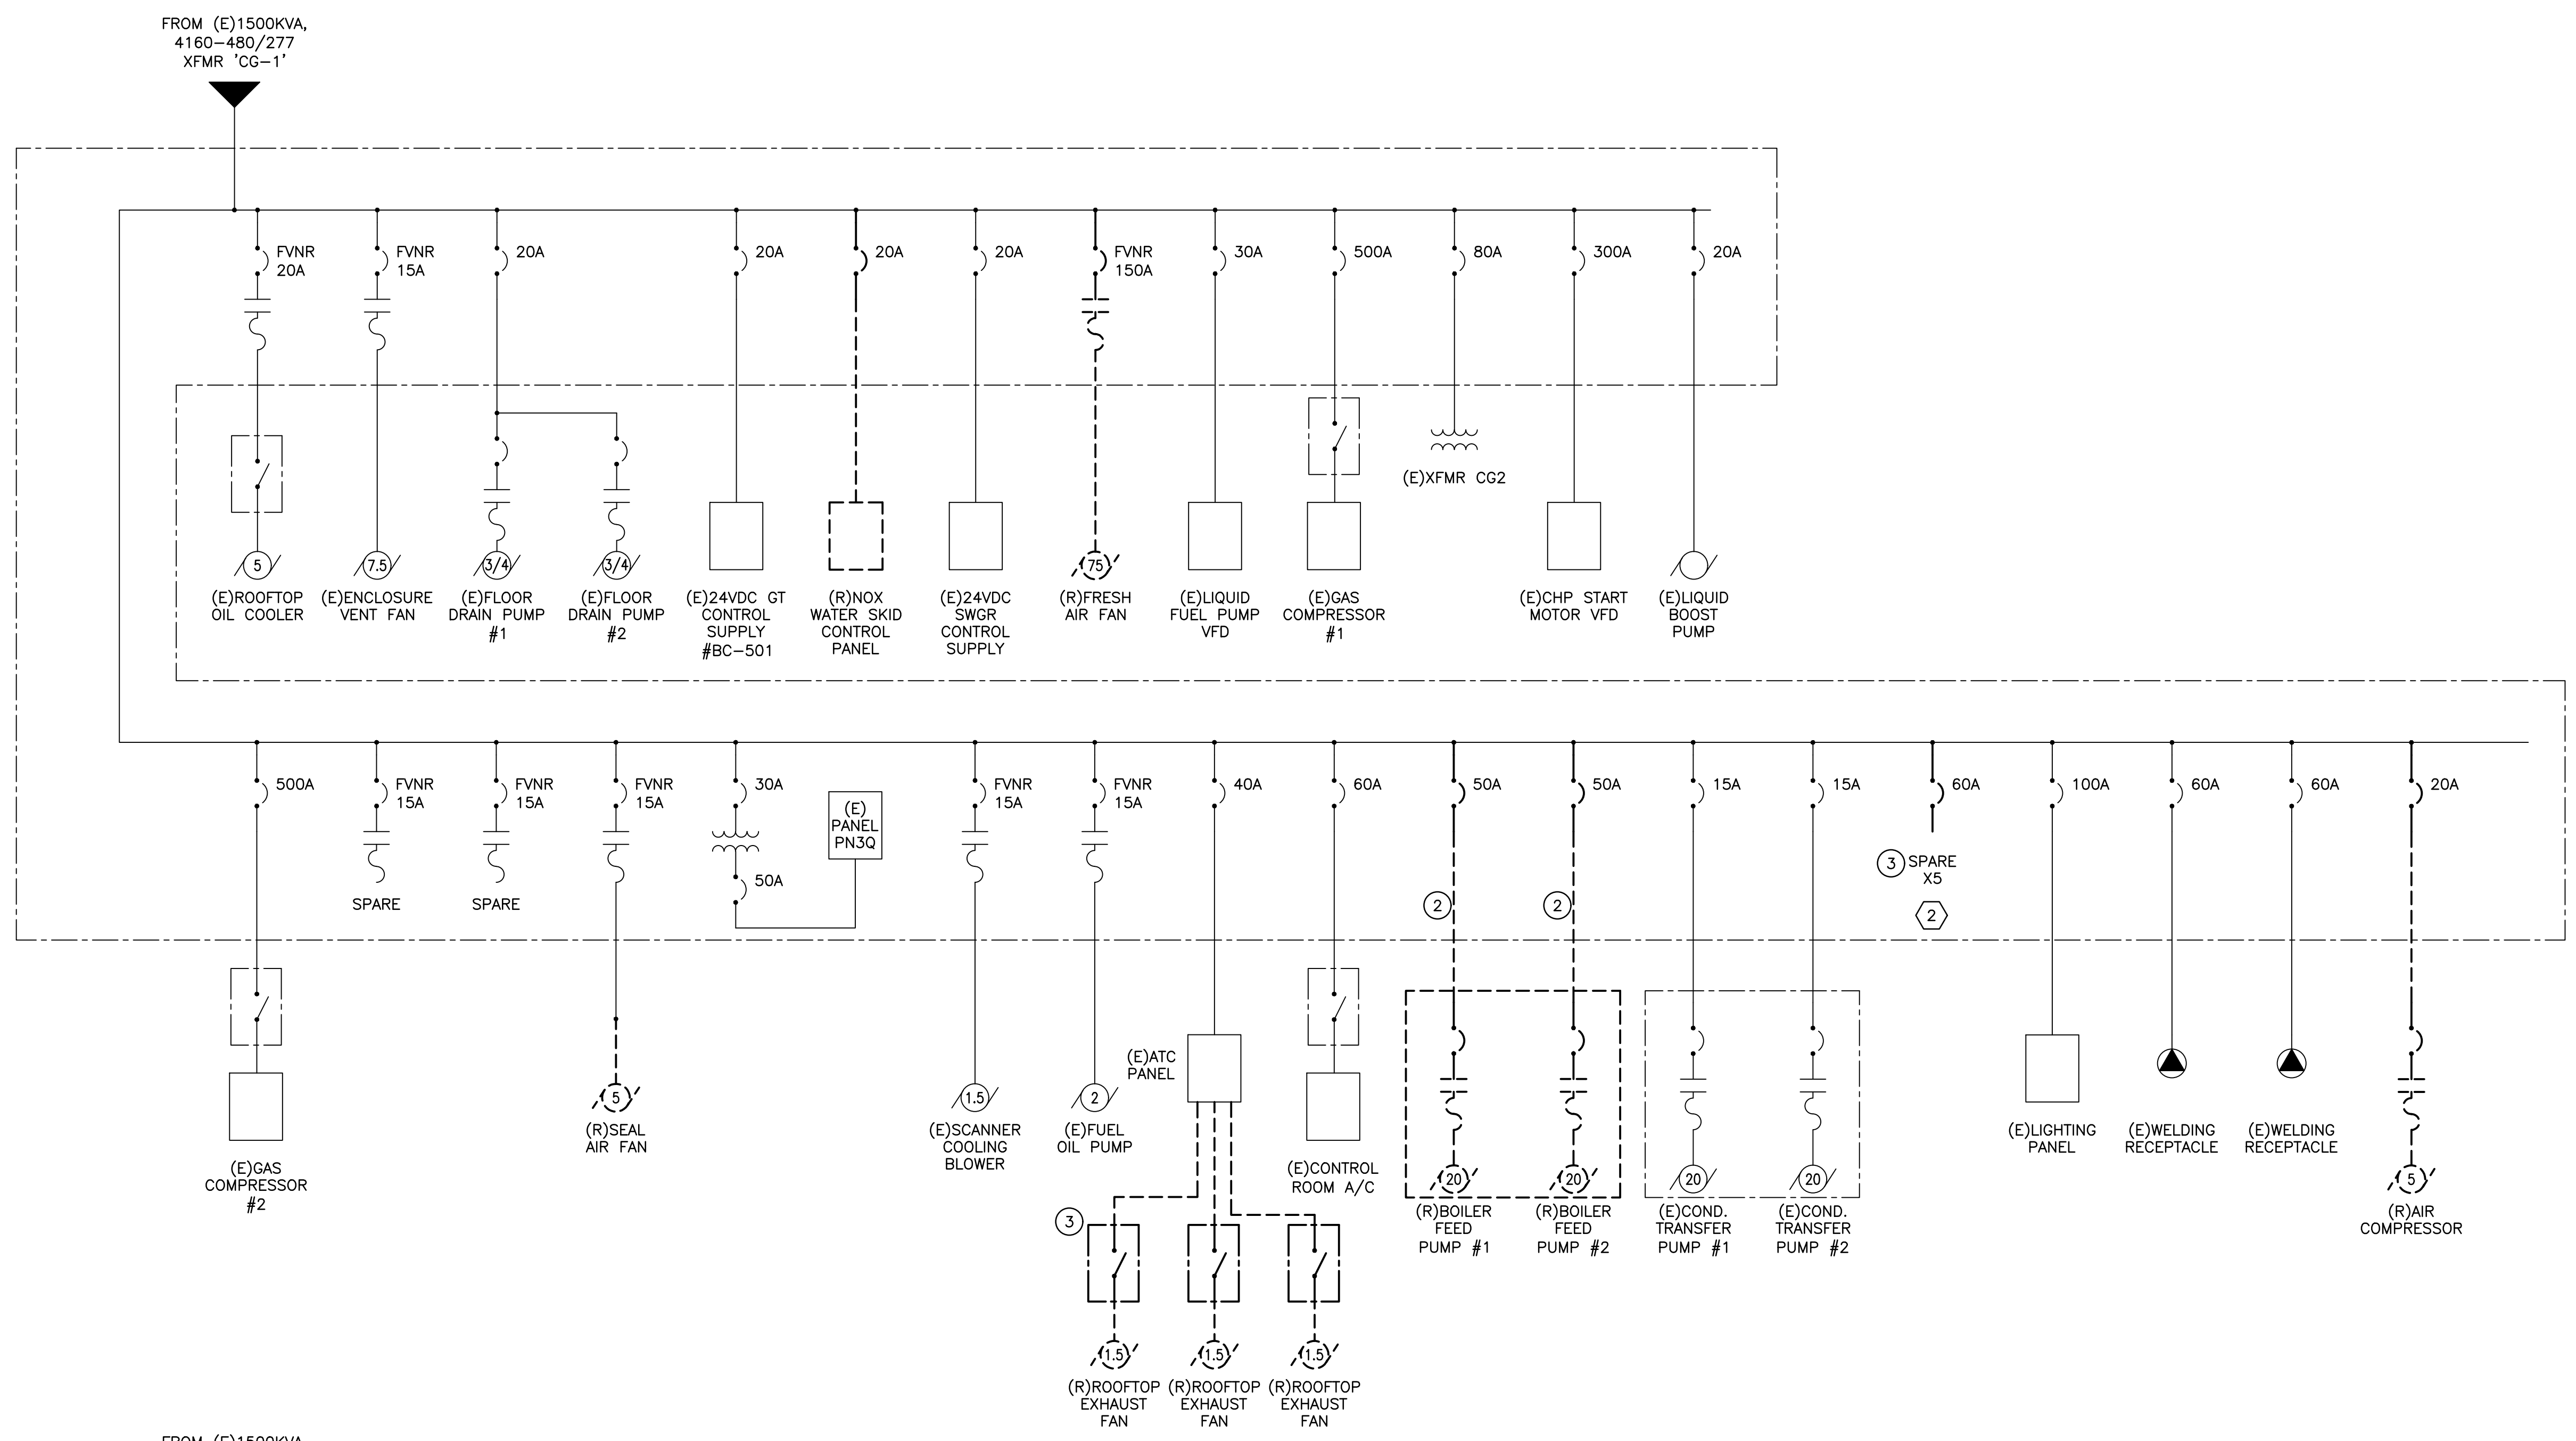 FROM (E)1500KVA,
4160-480/277
XFMR 'CG-1'
FVNR
20A
FVNR
15A
20A
20A
20A
20A
FVNR
150A
30A
500A
80A
300A
20A
(E)XFMR CG2
5
7.5
3/4
3/4
75
(E)ROOFTOP
OIL COOLER
(E)ENCLOSURE
VENT FAN
(E)FLOOR
DRAIN PUMP
#1
(E)FLOOR
DRAIN PUMP
#2
(E)24VDC GT
CONTROL
SUPPLY
#BC-501
(R)NOX
WATER SKID
CONTROL
PANEL
(E)24VDC
SWGR
CONTROL
SUPPLY
(R)FRESH
AIR FAN
(E)LIQUID
FUEL PUMP
VFD
(E)GAS
COMPRESSOR
#1
(E)CHP START
MOTOR VFD
(E)LIQUID
BOOST
PUMP
500A
FVNR
15A
FVNR
15A
FVNR
15A
30A
(E)
PANEL
PN3Q
FVNR
15A
FVNR
15A
40A
60A
50A
50A
15A
15A
60A
100A
60A
60A
20A
50A
SPARE
SPARE
2
2
3
SPARE
X5
2
(E)GAS
COMPRESSOR
#2
5
(R)SEAL
AIR FAN
1.5
(E)SCANNER
COOLING
BLOWER
2
(E)FUEL
OIL PUMP
(E)ATC
PANEL
(E)CONTROL
ROOM A/C
20
(R)BOILER
FEED
PUMP #1
20
(R)BOILER
FEED
PUMP #2
20
(E)COND.
TRANSFER
PUMP #1
20
(E)COND.
TRANSFER
PUMP #2
(E)LIGHTING
PANEL
(E)WELDING
RECEPTACLE
(E)WELDING
RECEPTACLE
5
(R)AIR
COMPRESSOR
3
1.5
1.5
1.5
(R)ROOFTOP
EXHAUST
FAN
(R)ROOFTOP
EXHAUST
FAN
(R)ROOFTOP
EXHAUST
FAN
FROM (E)1500KVA